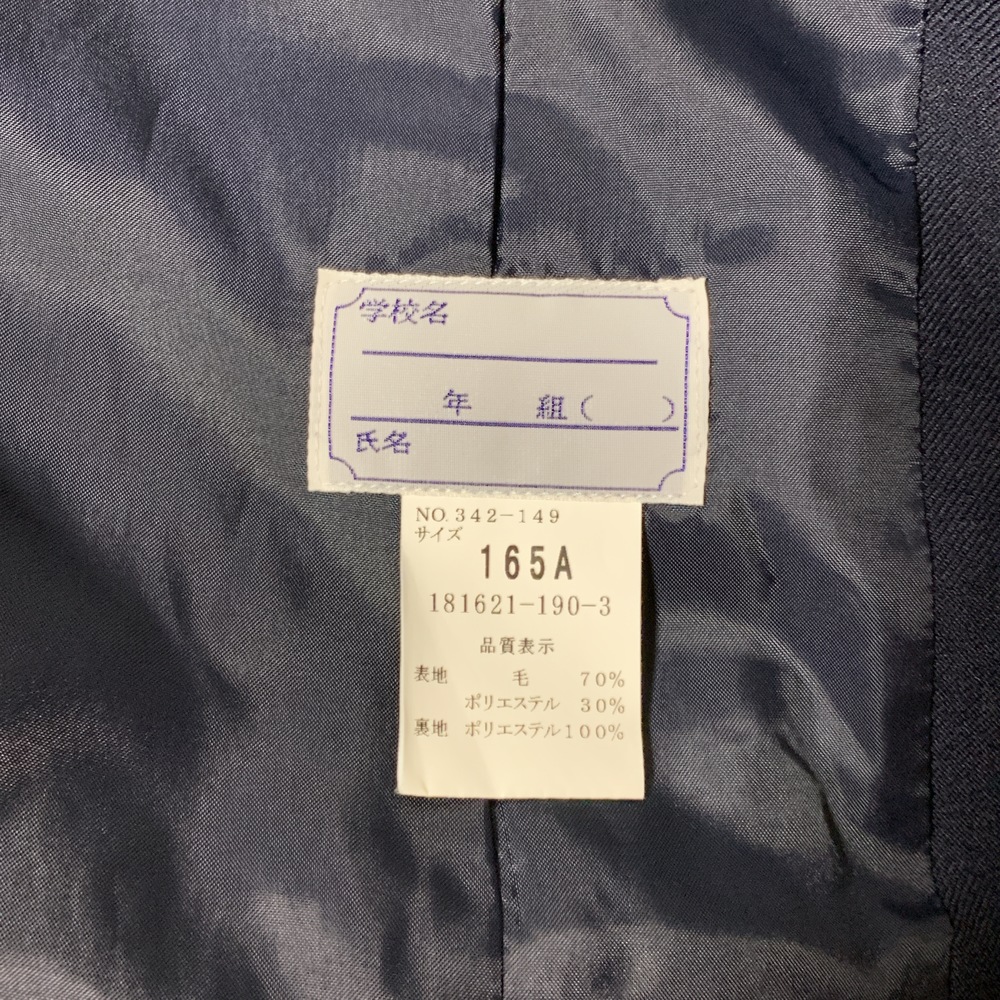 学校名
年 組( )
氏名
NO. 342-149
サイズ
165A
181621-190-3
品質表示
表地 毛 70%
ポリエステル 30%
裏地 ポリエステル100%